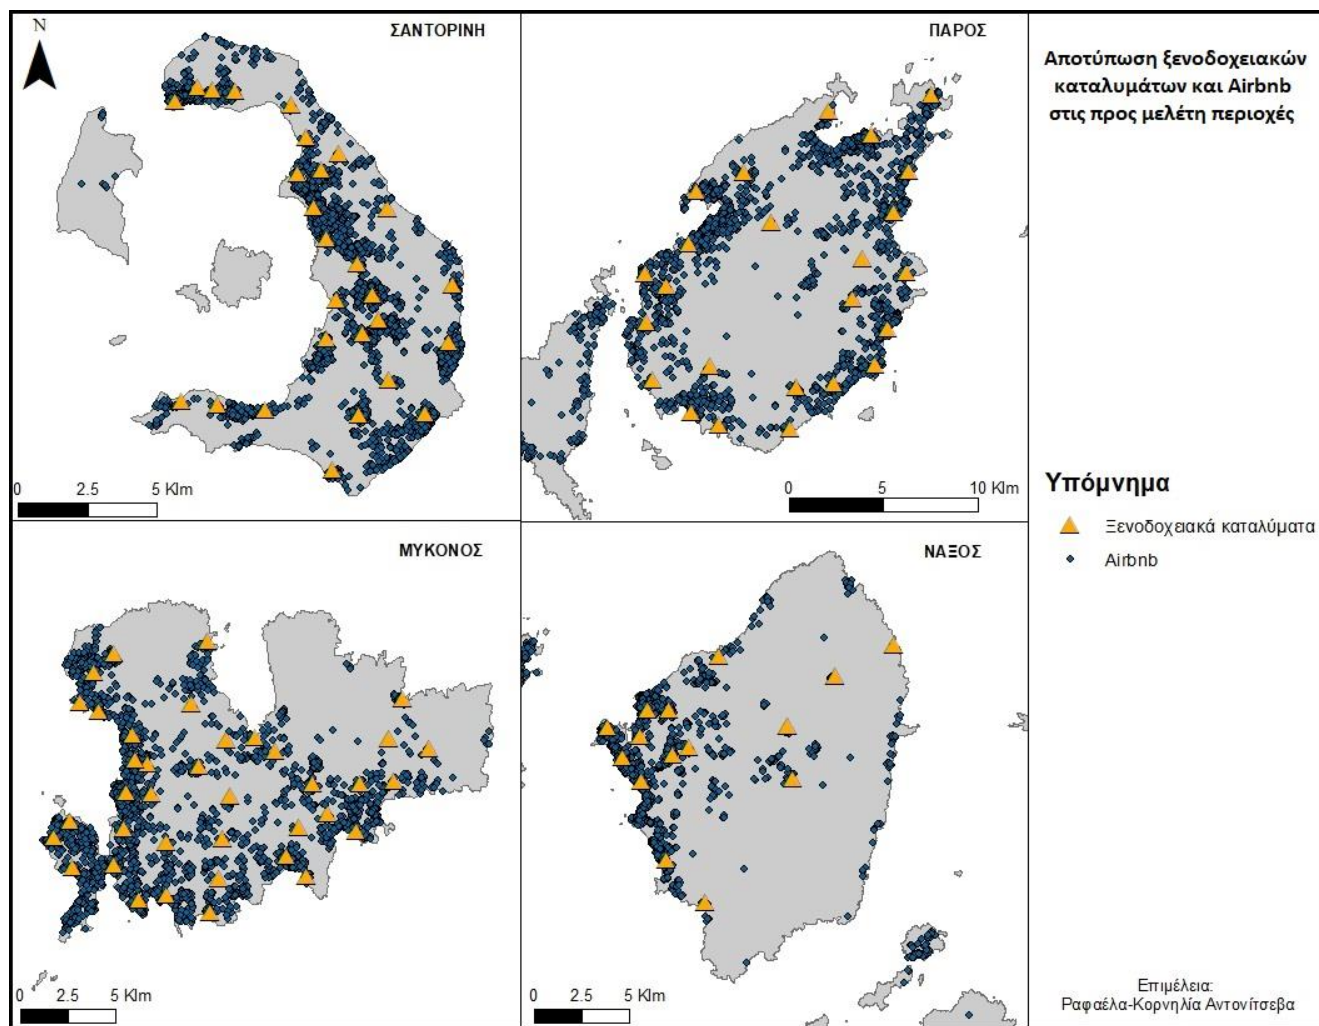 N
ΣΑΝΤΟΡΙΝΗ
0 2.5 5 Klm
ΠΑΡΟΣ
0 5 10 Klm
ΜΥΚΟΝΟΣ
0 2.5 5 Klm
ΝΑΞΟΣ
0 2.5 5 Klm
Αποτύπωση ξενοδοχειακών
καταλυμάτων και Airbnb
στις προς μελέτη περιοχές
Υπόμνημα
Ξενοδοχειακά καταλύματα
Airbnb
Επιμέλεια:
Ραφαέλα-Κορνηλία Αντονίτσεβα